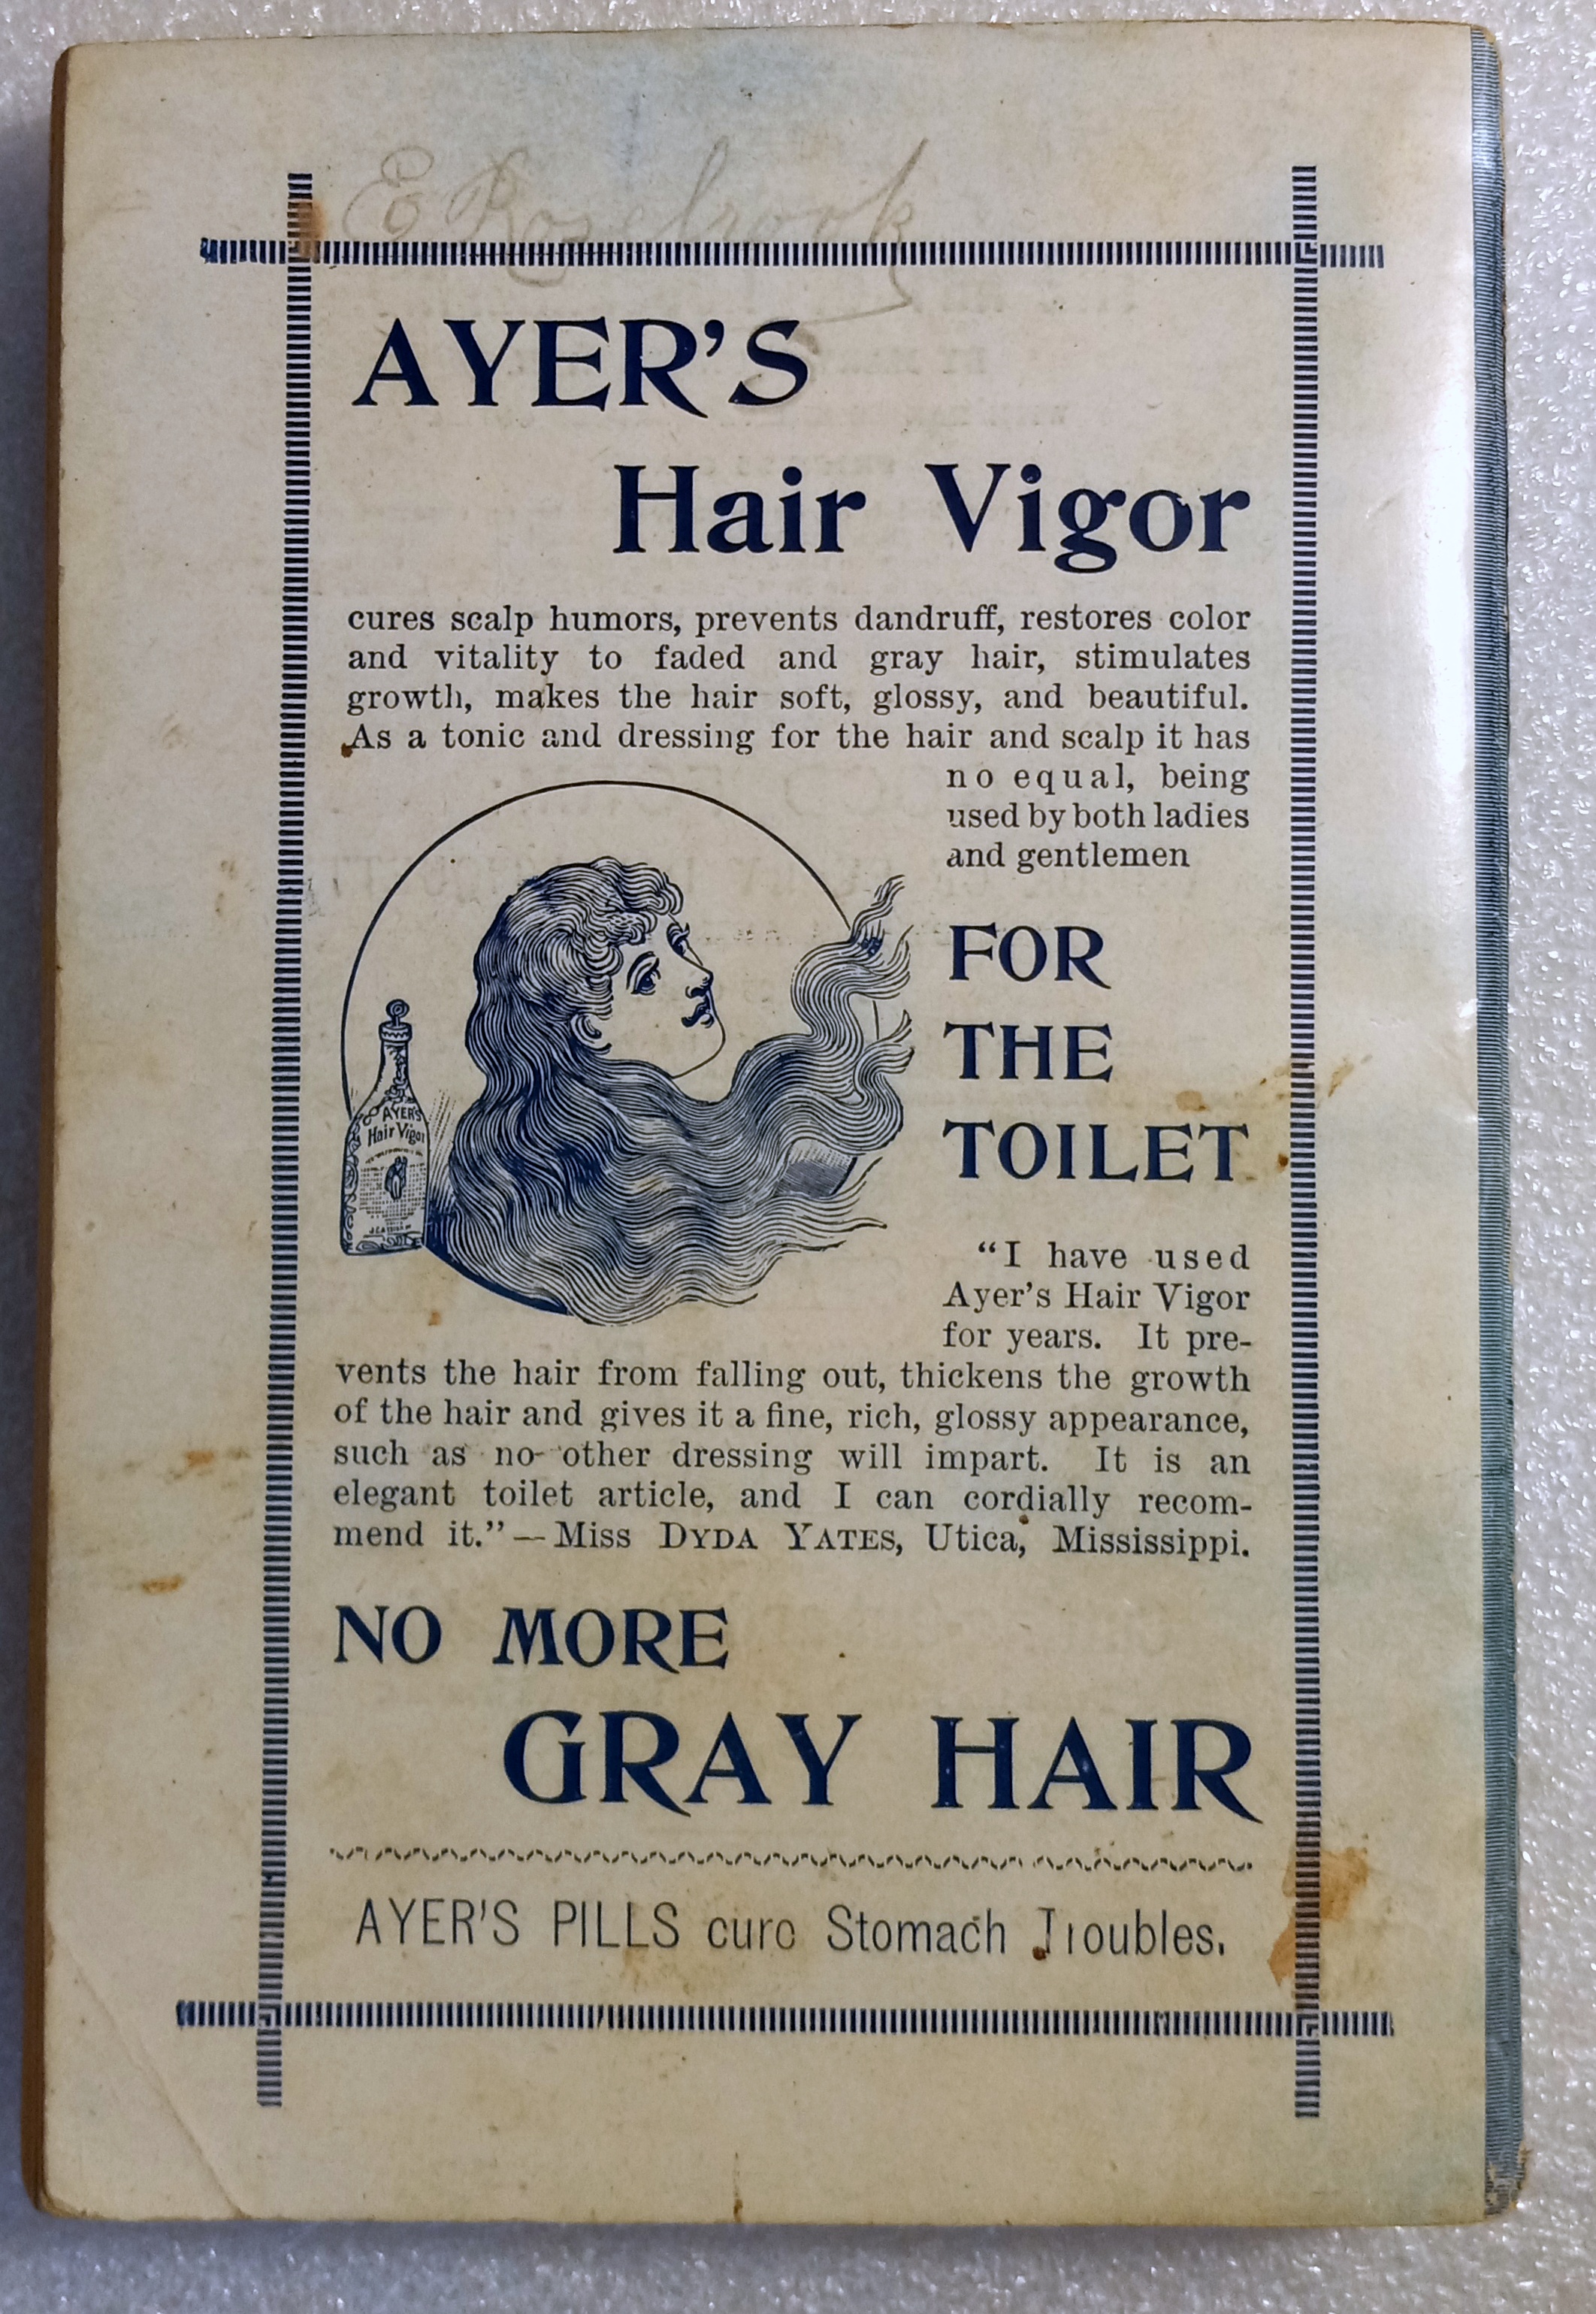 E Rosebrook
AYER'S
Hair Vigor
cures scalp humors, prevents dandruff, restores color
and vitality to faded and gray hair, stimulates
growth, makes the hair soft, glossy, and beautiful.
As a tonic and dressing for the hair and scalp it has
no equal, being
used by both ladies
and gentlemen
FOR
THE
TOILET
AYER'S
Hair Vigor
"I have used
Ayer's Hair Vigor
for years. It pre-
vents the hair from falling out, thickens the growth
of the hair and gives it a fine, rich, glossy appearance,
such as no other dressing will impart. It is an
elegant toilet article, and I can cordially recom-
mend it."—Miss DYDA YATES, Utica, Mississippi.
NO MORE
GRAY HAIR
AYER'S PILLS cure Stomach Troubles.